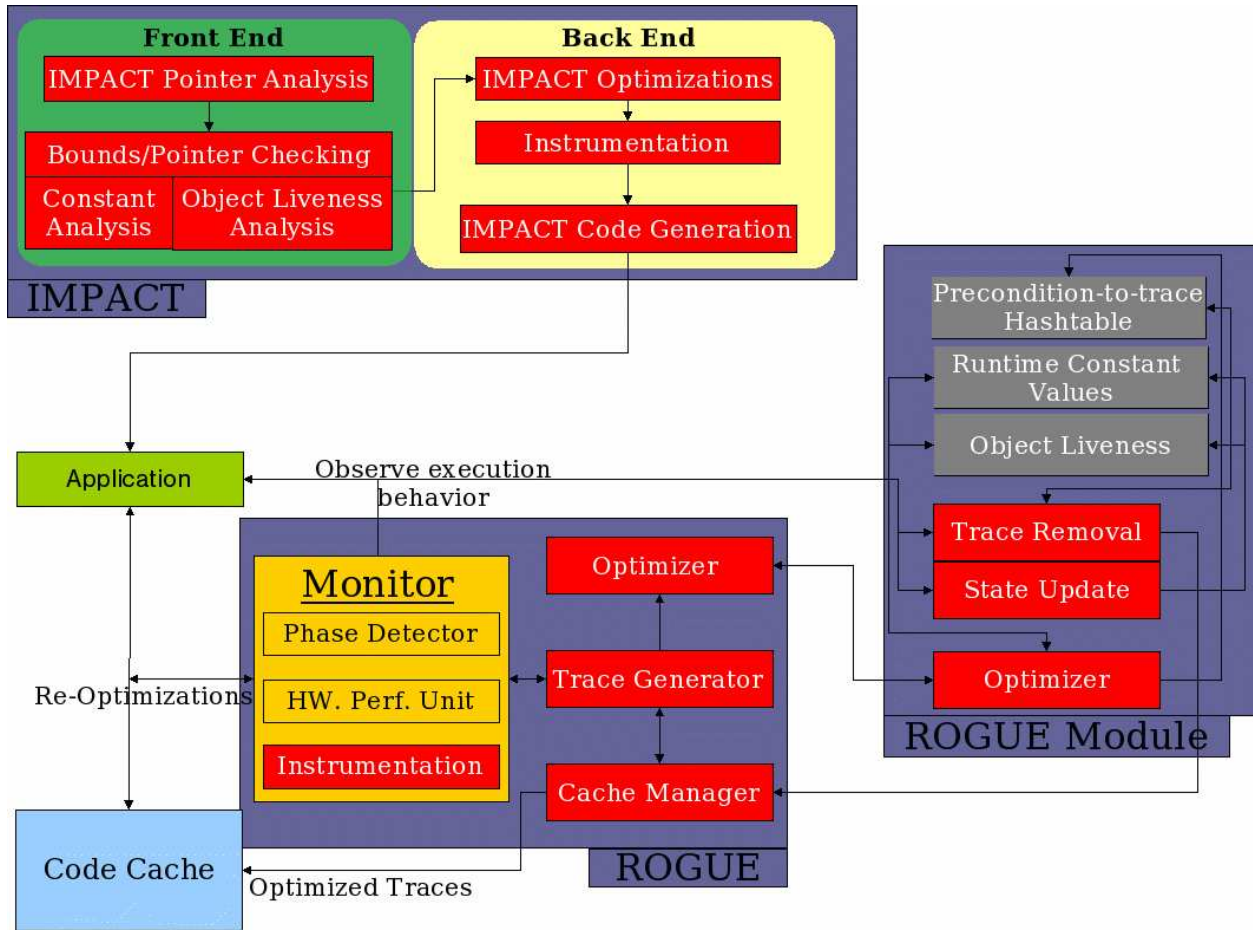 Front End
IMPACT Pointer Analysis
Bounds/Pointer Checking
Constant
Analysis
Object Liveness
Analysis
Back End
IMPACT Optimizations
Instrumentation
IMPACT Code Generation
IMPACT
Precondition-to-trace
Hashtable
Runtime Constant
Values
Object Liveness
Trace Removal
State Update
Optimizer
ROGUE Module
Application
Observe execution
behavior
Monitor
Phase Detector
HW. Perf. Unit
Instrumentation
Optimizer
Trace Generator
Cache Manager
ROGUE
Re-Optimizations
Code Cache
Optimized Traces